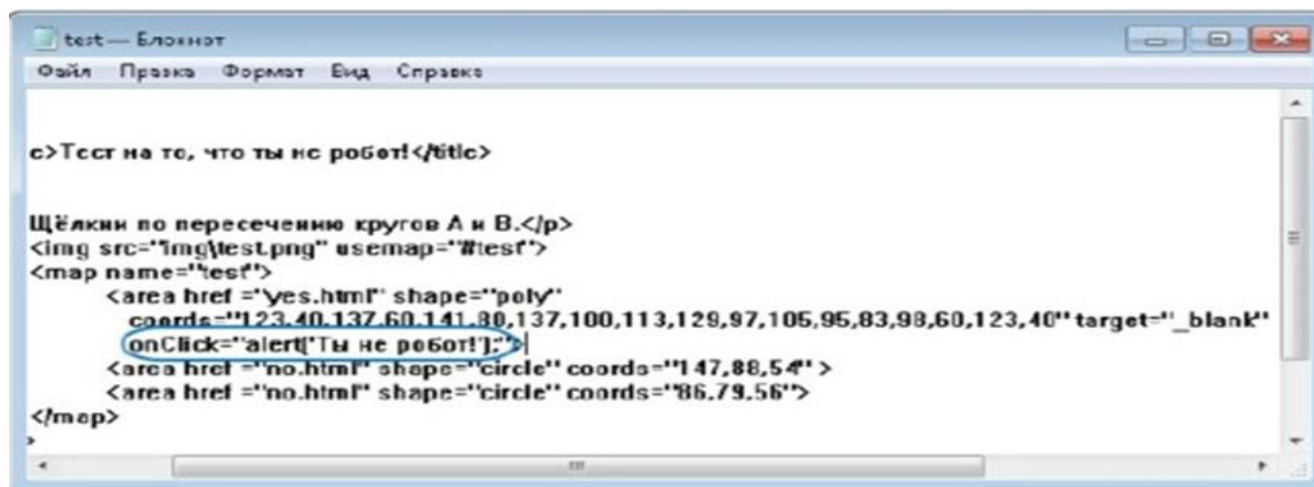 test — Блокнот
Файл Правка Формат Вид Справка
e>Тест на то, что ты не робот!</title>
Щёлкни по пересечению кругов А и В.</p>
<img src="img\test.png" usemap="#test">
<map name="test">
<area href ="yes.html" shape="poly"
coords="123,40,137,60,141,80,137,100,113,129,97,105,95,83,98,60,123,40" target="_blank"
onClick="alert('Ты не робот!');">
<area href ="no.html" shape="circle" coords="147,88,54" >
<area href ="no.html" shape="circle" coords="86,79,56">
</map>
>